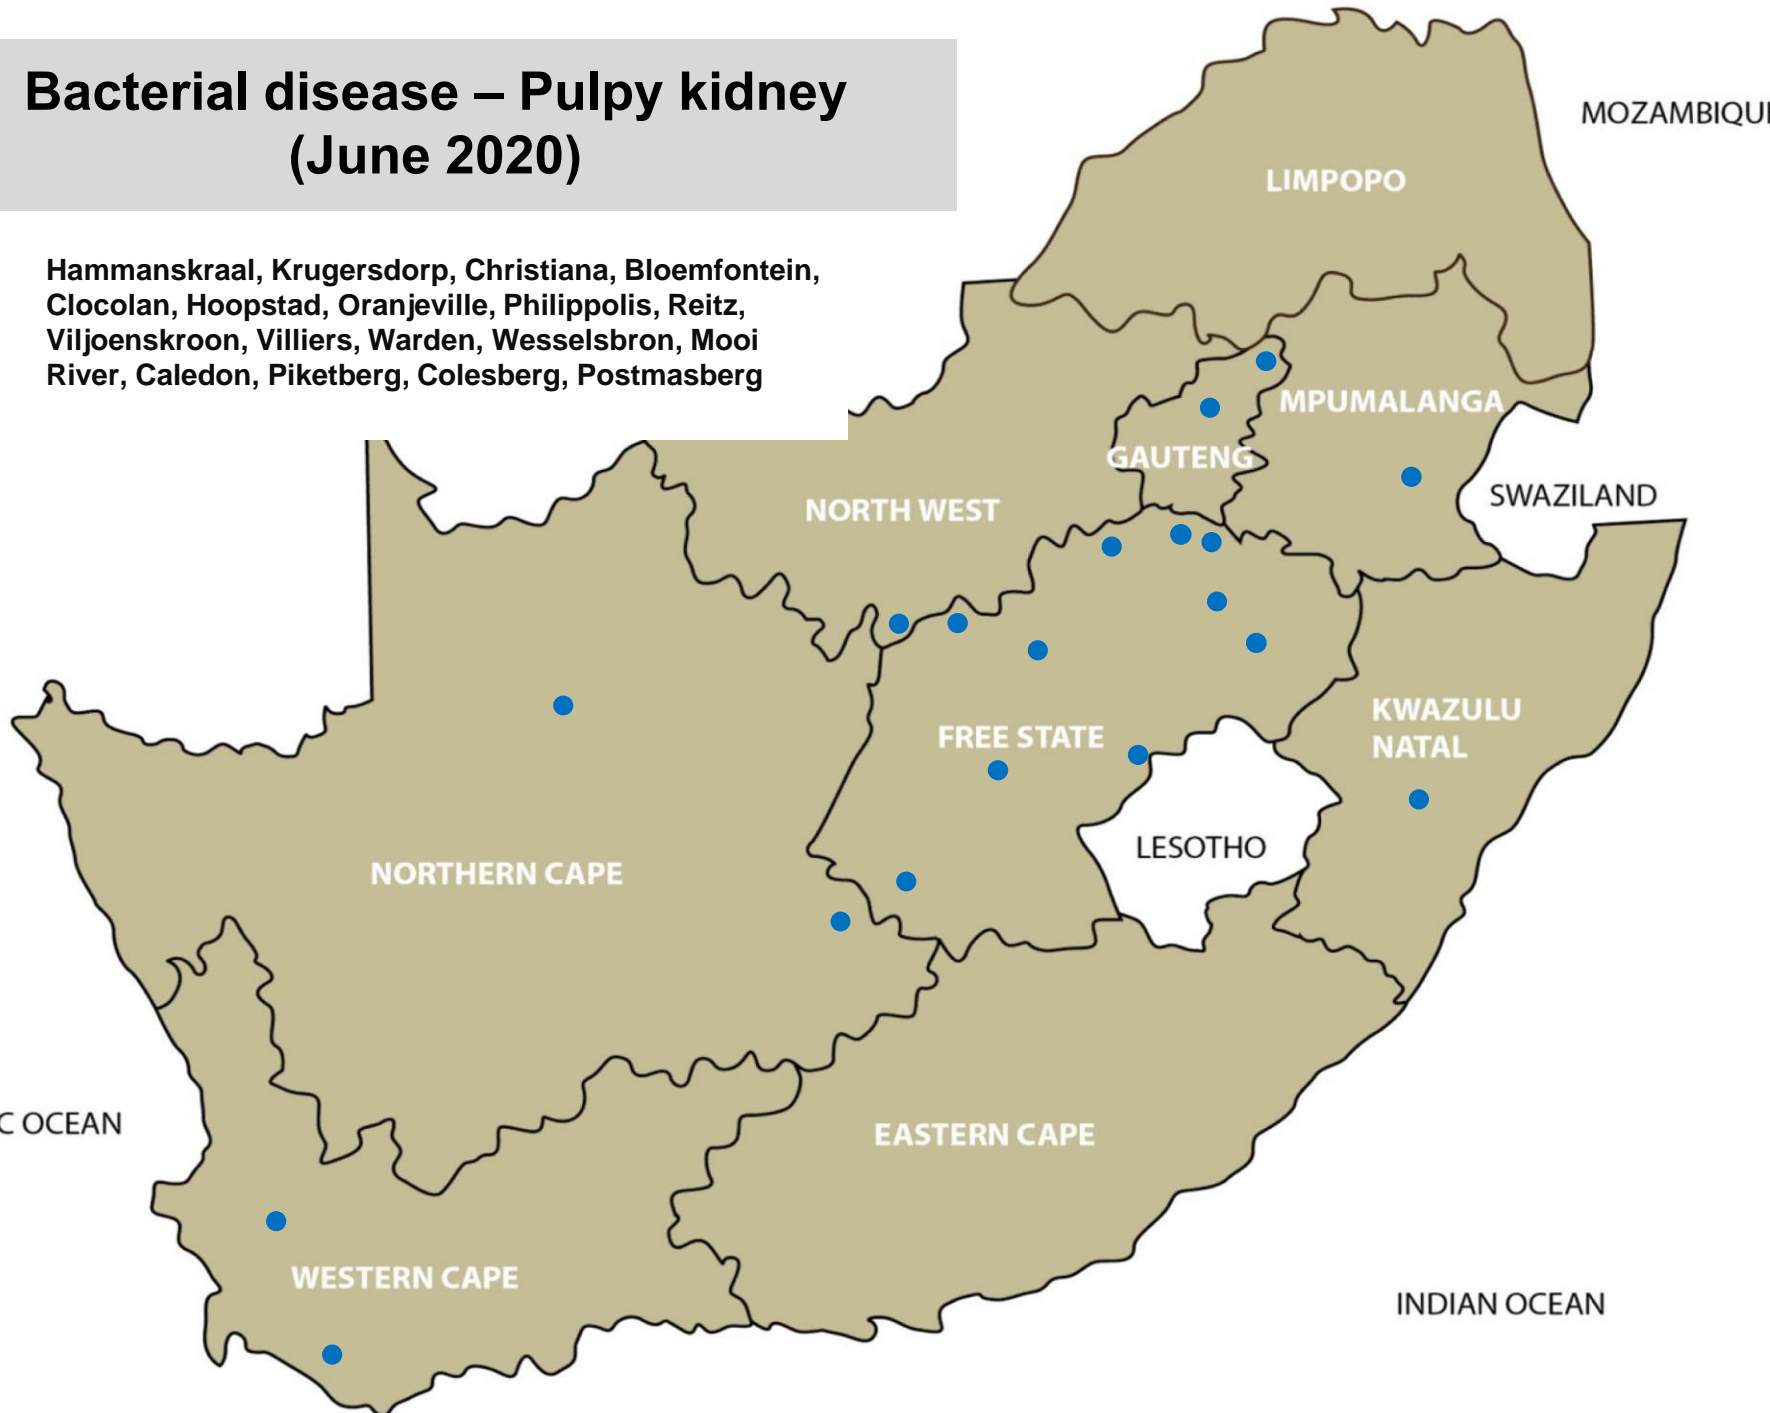 Bacterial disease – Pulpy kidney
(June 2020)
Hammanskraal, Krugersdorp, Christiana, Bloemfontein,
Clocolan, Hoopstad, Oranjeville, Philippolis, Reitz,
Viljoenskroon, Villiers, Warden, Wesselsbron, Mooi
River, Caledon, Piketberg, Colesberg, Postmasberg
MOZAMBIQUE
LIMPOPO
MPUMALANGA
GAUTENG
SWAZILAND
NORTH WEST
KWAZULU
NATAL
FREE STATE
LESOTHO
NORTHERN CAPE
C OCEAN
EASTERN CAPE
WESTERN CAPE
INDIAN OCEAN